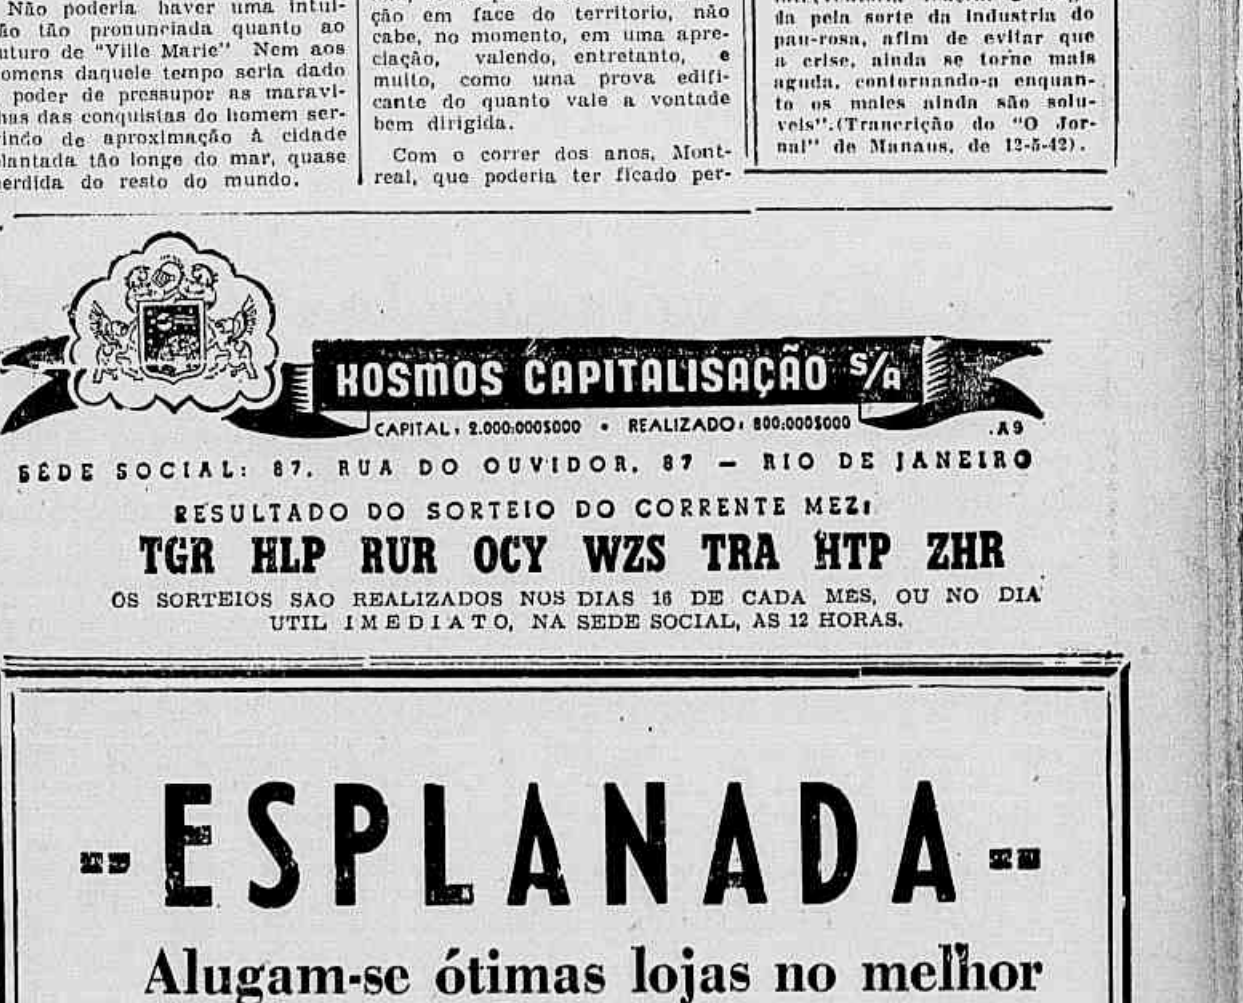 Não poderia haver uma intui-
ão tão pronunciada quanto ao
uturo de "Ville Marie" Nem aos
omens daquele tempo seria dado
poder de pressupor as maravi-
has das conquistas do homem ser-
indo de aproximação á cidade
lantada tão longe do mar, quase
erdida do resto do mundo.
ção em face do territorio, não
cabe, no momento, em uma apre-
ciação, valendo, entretanto, e
muito, como uma prova edifi-
cante do quanto vale a vontade
bem dirigida.
Com o correr dos anos, Mont-
real, que poderia ter ficado per-
da pela sorte da industria do
pau-rosa, afim de evitar que
a crise, ainda se torne mais
aguda, contornando-a enquan-
to os males ainda são solu-
veis".(Trancrição do "O Jor-
nal" de Manaus, de 12-5-42).
KOSMOS CAPITALISAÇÃO S/A
CAPITAL: 2.000:000$000 • REALIZADO: 800:000$000
.A9
SÉDE SOCIAL: 87, RUA DO OUVIDOR, 87 — RIO DE JANEIRO
RESULTADO DO SORTEIO DO CORRENTE MEZ:
TGR HLP RUR OCY WZS TRA HTP ZHR
OS SORTEIOS SAO REALIZADOS NOS DIAS 16 DE CADA MES, OU NO DIA
UTIL IMEDIATO, NA SEDE SOCIAL, AS 12 HORAS.
-- ESPLANADA --
Alugam-se ótimas lojas no melhor